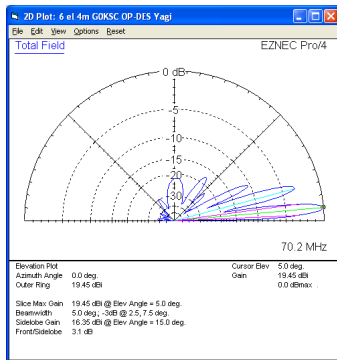 2D Plot: 6 el 4m G0KSC OP-DES Yagi
File Edit View Options Reset
Total Field
EZNEC Pro/4
0 dB
-5
-10
-15
-20
-30
70.2 MHz
Elevation Plot
Azimuth Angle 0.0 deg.
Outer Ring 19.45 dBi
Cursor Elev 5.0 deg.
Gain 19.45 dBi
0.0 dBmax
Slice Max Gain 19.45 dBi @ Elev Angle = 5.0 deg.
Beamwidth 5.0 deg.; -3dB @ 2.5, 7.5 deg.
Sidelobe Gain 16.35 dBi @ Elev Angle = 15.0 deg.
Front/Sidelobe 3.1 dB